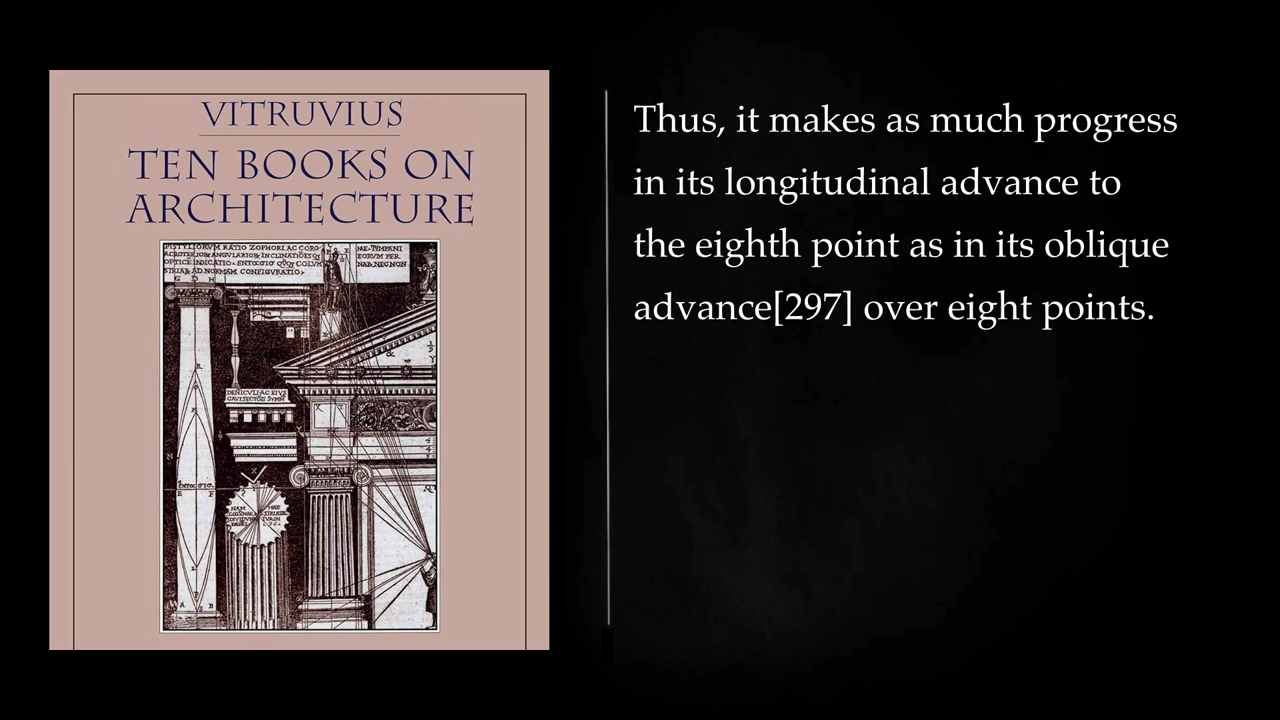 VITRUVIUS
TEN BOOKS ON
ARCHITECTURE
Thus, it makes as much progress
in its longitudinal advance to
the eighth point as in its oblique
advance[297] over eight points.